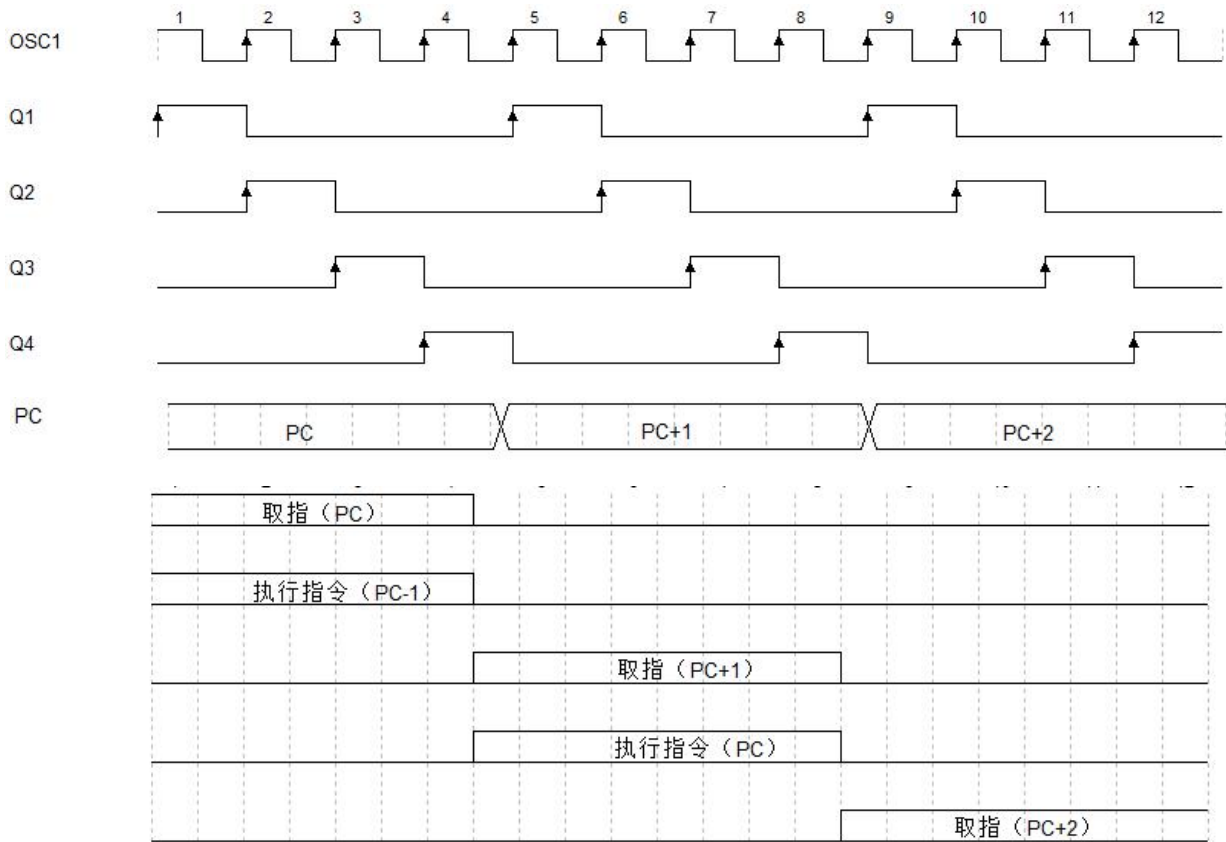 1 2 3 4 5 6 7 8 9 10 11 12
OSC1
Q1
Q2
Q3
Q4
PC
PC PC+1 PC+2
取指（PC）
执行指令（PC-1）
取指（PC+1）
执行指令（PC）
取指（PC+2）